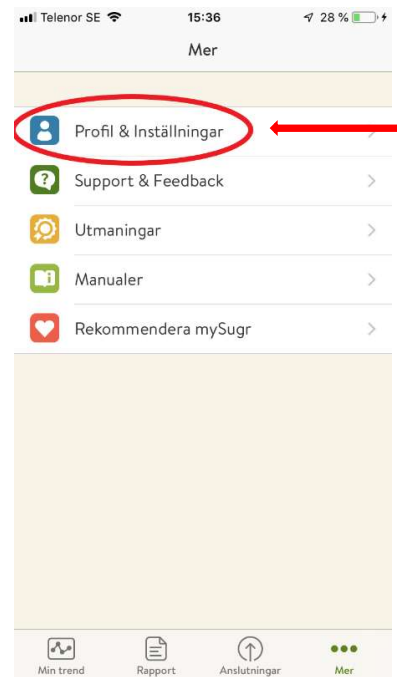 Telenor SE 15:36 28 %
Mer
Profil & Inställningar
Support & Feedback
Utmaningar
Manualer
Rekommendera mySugr
Min trend Rapport Anslutningar Mer